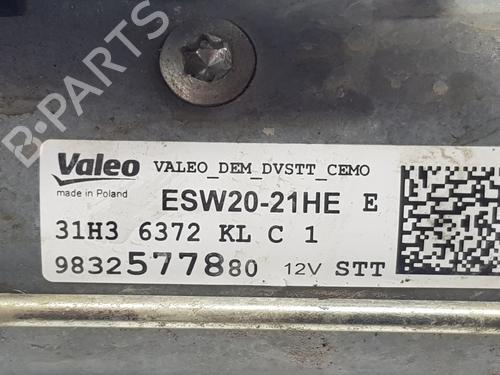 B-PARTS
Valeo
made in Poland
VALEO_DEM_DVSTT_CEMO
ESW20-21HE E
31H3 6372 KL C 1
9832577880 12V STT